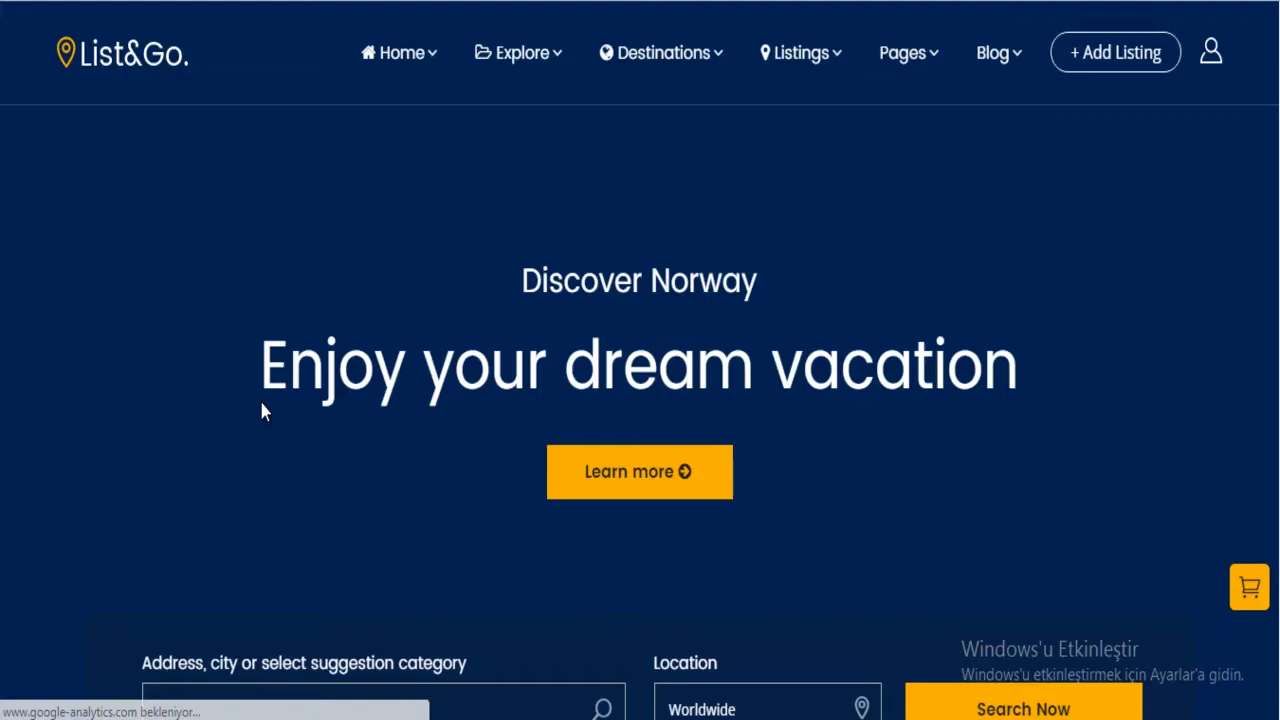 List&Go.
Home
Explore
Destinations
Listings
Pages
Blog
+ Add Listing
Discover Norway
Enjoy your dream vacation
Learn more
Address, city or select suggestion category
Location
Worldwide
Search Now
Windows'u Etkinleştir
Windows'u etkinleştirmek için Ayarlar'a gidin.
www.google-analytics.com bekleniyor...